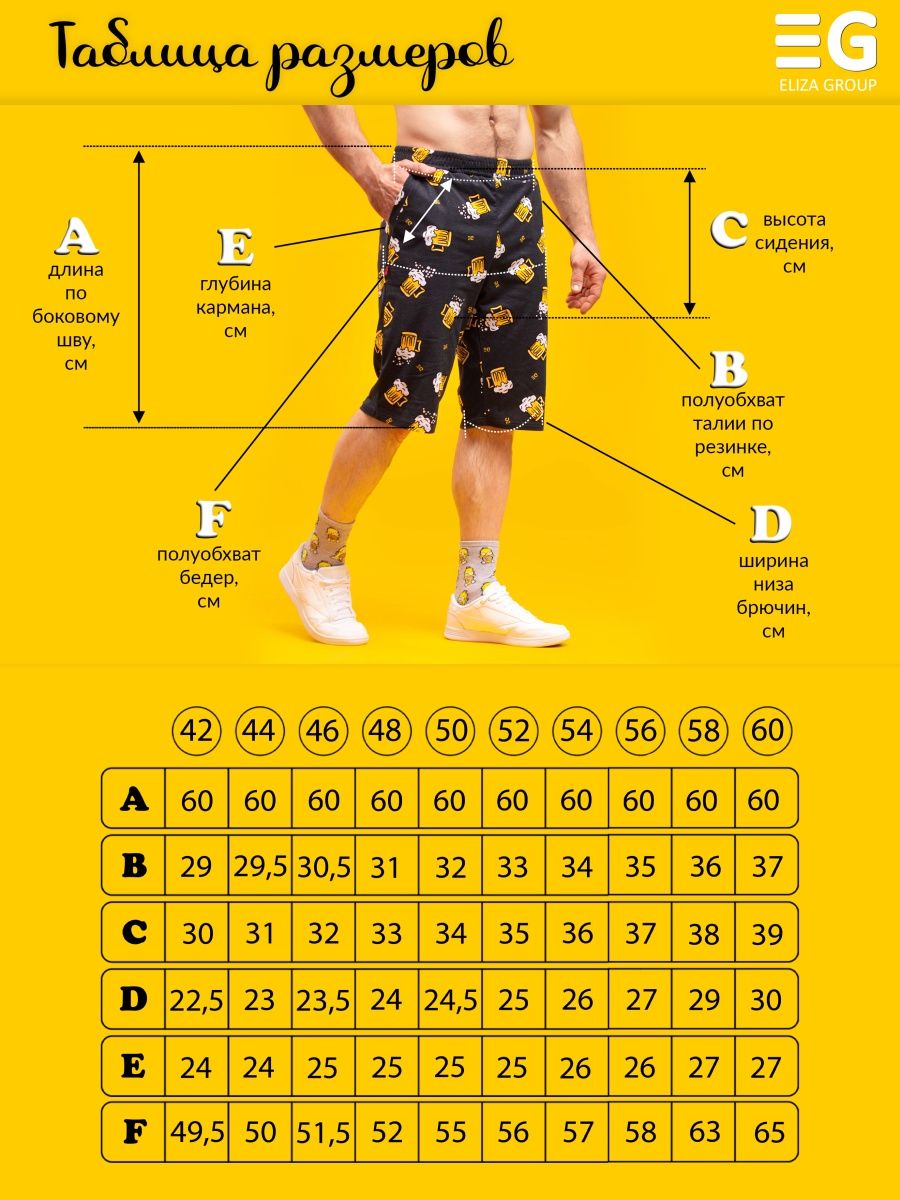 Таблица размеров
EG
ELIZA GROUP
A
длина
по
боковому
шву,
см
E
глубина
кармана,
см
C
высота
сидения,
см
B
полуобхват
талии по
резинке,
см
F
полуобхват
бедер,
см
D
ширина
низа
брючин,
см
42 44 46 48 50 52 54 56 58 60
A 60 60 60 60 60 60 60 60 60 60
B 29 29,5 30,5 31 32 33 34 35 36 37
C 30 31 32 33 34 35 36 37 38 39
D 22,5 23 23,5 24 24,5 25 26 27 29 30
E 24 24 25 25 25 25 26 26 27 27
F 49,5 50 51,5 52 55 56 57 58 63 65